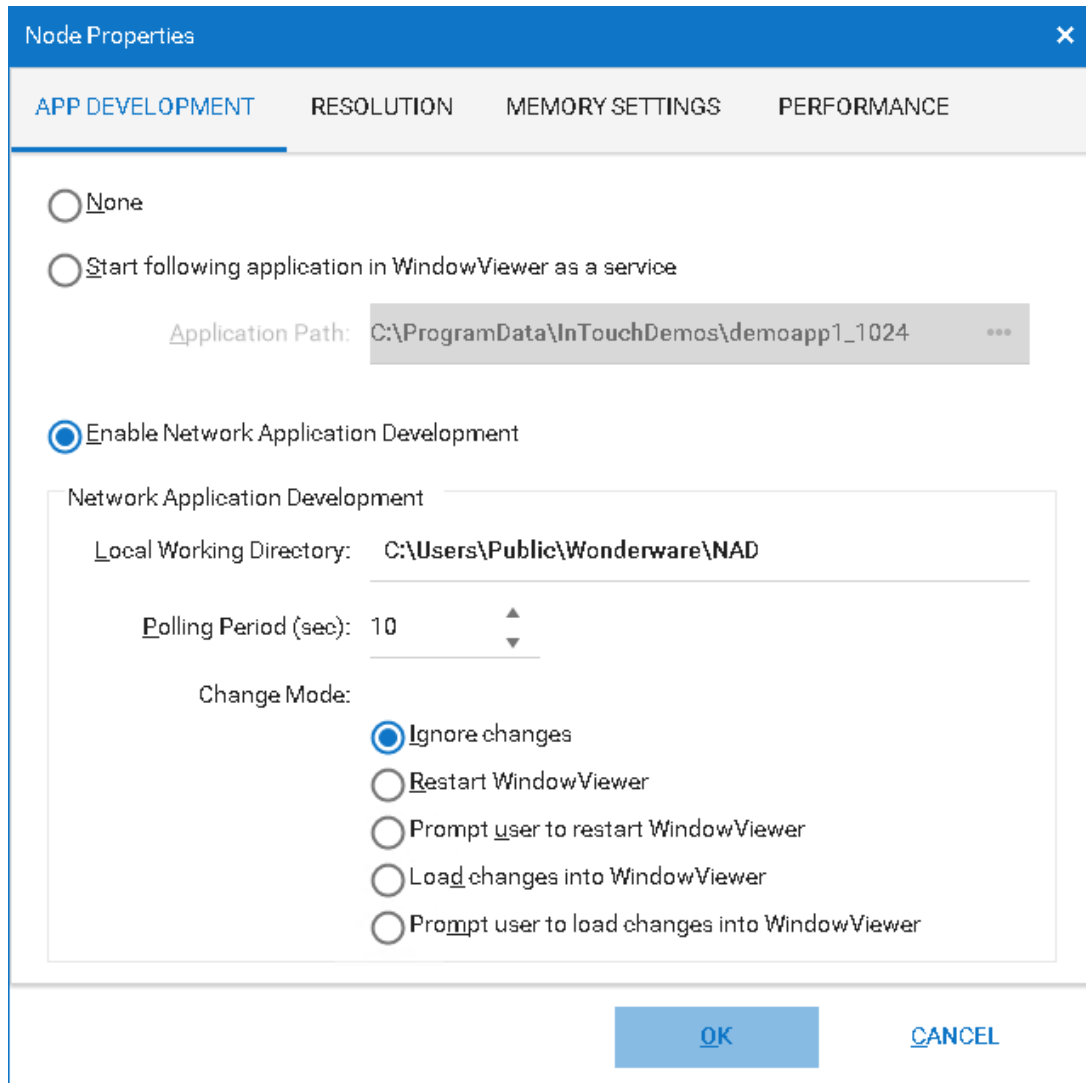 Node Properties
APP DEVELOPMENT RESOLUTION MEMORY SETTINGS PERFORMANCE
None
Start following application in WindowViewer as a service
Application Path: C:\ProgramData\InTouchDemos\demoapp1_1024 •••
Enable Network Application Development
Network Application Development
Local Working Directory: C:\Users\Public\Wonderware\NAD
Polling Period (sec): 10
Change Mode:
Ignore changes
Restart WindowViewer
Prompt user to restart WindowViewer
Load changes into WindowViewer
Prompt user to load changes into WindowViewer
OK CANCEL